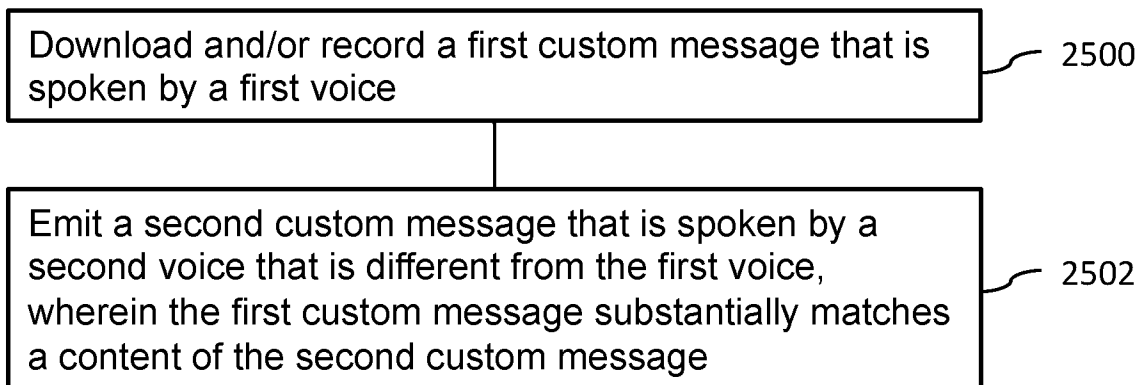 Download and/or record a first custom message that is
spoken by a first voice
2500
Emit a second custom message that is spoken by a
second voice that is different from the first voice,
wherein the first custom message substantially matches
a content of the second custom message
2502